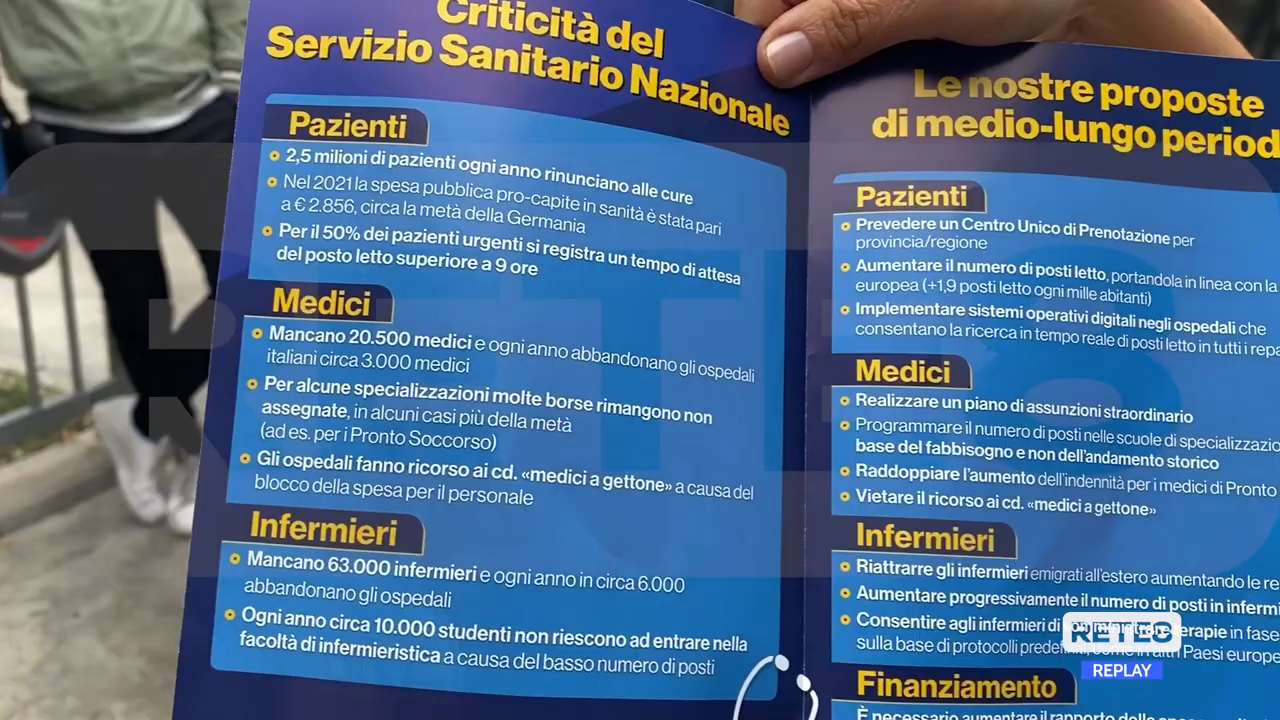 Criticità del
Servizio Sanitario Nazionale
Pazienti
2,5 milioni di pazienti ogni anno rinunciano alle cure
Nel 2021 la spesa pubblica pro-capite in sanità è stata pari
a € 2.856, circa la metà della Germania
Per il 50% dei pazienti urgenti si registra un tempo di attesa
del posto letto superiore a 9 ore
Medici
Mancano 20.500 medici e ogni anno abbandonano gli ospedali
italiani circa 3.000 medici
Per alcune specializzazioni molte borse rimangono non
assegnate, in alcuni casi più della metà
(ad es. per i Pronto Soccorso)
Gli ospedali fanno ricorso ai cd. «medici a gettone» a causa del
blocco della spesa per il personale
Infermieri
Mancano 63.000 infermieri e ogni anno in circa 6.000
abbandonano gli ospedali
Ogni anno circa 10.000 studenti non riescono ad entrare nella
facoltà di infermieristica a causa del basso numero di posti
Le nostre proposte
di medio-lungo period
Pazienti
Prevedere un Centro Unico di Prenotazione per
provincia/regione
Aumentare il numero di posti letto, portandola in linea con la
europea (+1,9 posti letto ogni mille abitanti)
Implementare sistemi operativi digitali negli ospedali che
consentano la ricerca in tempo reale di posti letto in tutti i repa
Medici
Realizzare un piano di assunzioni straordinario
Programmare il numero di posti nelle scuole di specializzazio
base del fabbisogno e non dell'andamento storico
Raddoppiare l'aumento dell'indennità per i medici di Pronto
Vietare il ricorso ai cd. «medici a gettone»
Infermieri
Riattrarre gli infermieri emigrati all'estero aumentando le re
Aumentare progressivamente il numero di posti in infermi
Consentire agli infermieri di terapie in fase
sulla base di protocolli come in altri Paesi europe
Finanziamento
È necessario aumentare il rapporto
RETE8
REPLAY